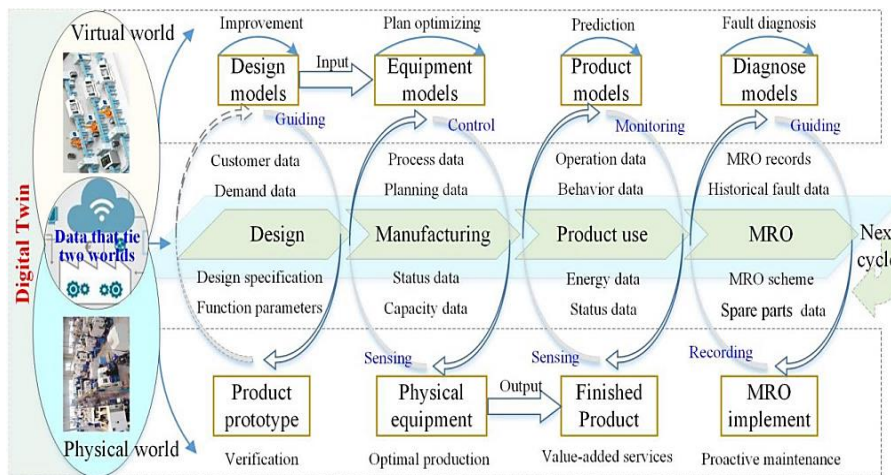 Virtual world
Improvement
Plan optimizing
Prediction
Fault diagnosis
Design
models
Input
Equipment
models
Product
models
Diagnose
models
Guiding
Control
Monitoring
Guiding
Customer data
Process data
Operation data
MRO records
Demand data
Planning data
Behavior data
Historical fault data
Digital Twin
Data that tie
two worlds
Design
Manufacturing
Product use
MRO
Next
cycle
Design specification
Status data
Energy data
MRO scheme
Function parameters
Capacity data
Status data
Spare parts data
Sensing
Sensing
Recording
Product
prototype
Physical
equipment
Output
Finished
Product
MRO
implement
Physical world
Verification
Optimal production
Value-added services
Proactive maintenance